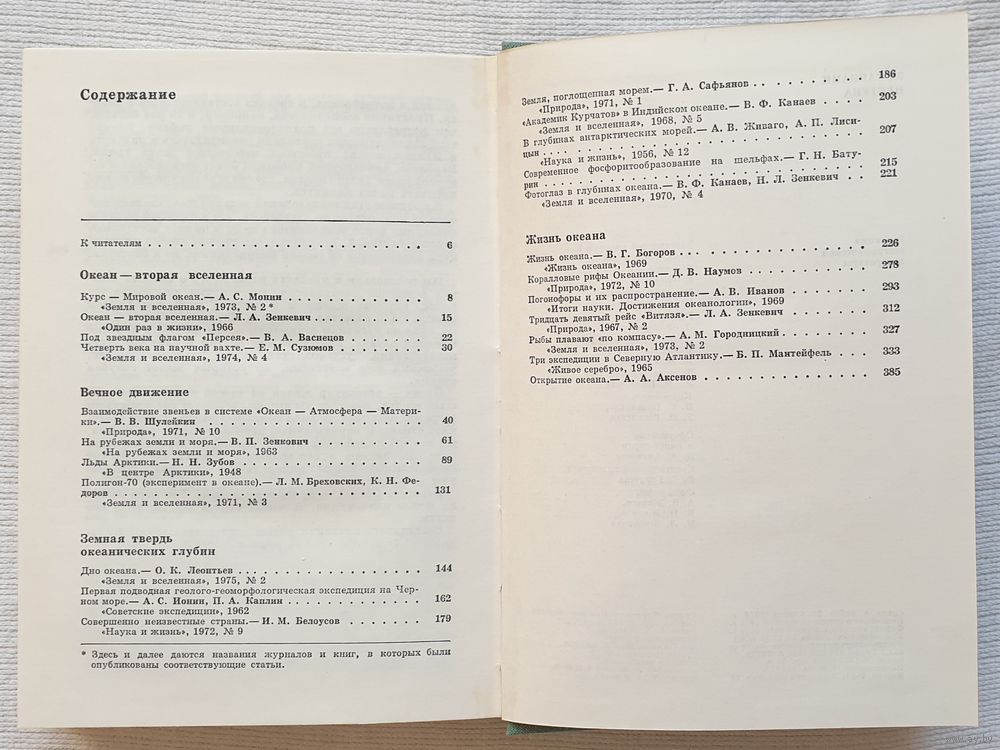 Содержание
К читателям . . . . . . . . . . . . . . . . . . . . . . . . . . 6
Океан — вторая вселенная
Курс — Мировой океан.— А. С. Монин . . . . . . . . . . . . . 8
«Земля и вселенная», 1973, № 2 *
Океан — вторая вселенная.— Л. А. Зенкевич . . . . . . . . . . . 15
«Один раз в жизни», 1966
Под звездным флагом «Персея».— В. А. Васнецов . . . . . . . . 22
Четверть века на научной вахте.— Е. М. Сузюмов . . . . . . . . 30
«Земля и вселенная», 1974, № 4
Вечное движение
Взаимодействие звеньев в системе «Океан — Атмосфера — Матери-
ки».— В. В. Шулейкин . . . . . . . . . . . . . . . . . . . . 40
«Природа», 1971, № 10
На рубежах земли и моря.— В. П. Зенкович . . . . . . . . . . 61
«На рубежах земли и моря», 1963
Льды Арктики.— Н. Н. Зубов . . . . . . . . . . . . . . . . . . 89
«В центре Арктики», 1948
Полигон-70 (эксперимент в океане).— Л. М. Бреховских, К. Н. Фе-
доров . . . . . . . . . . . . . . . . . . . . . . . . . . . . . 131
«Земля и вселенная», 1971, № 3
Земная твердь
океанических глубин
Дно океана.— О. К. Леонтьев . . . . . . . . . . . . . . . . . . 144
«Земля и вселенная», 1975, № 2
Первая подводная геолого-геоморфологическая экспедиция на Чер-
ном море.— А. С. Ионин, П. А. Каплин . . . . . . . . . . . . . 162
«Советские экспедиции», 1962
Совершенно неизвестные страны.— И. М. Белоусов . . . . . . . 179
«Наука и жизнь», 1972, № 9
* Здесь и далее даются названия журналов и книг, в которых были
опубликованы соответствующие статьи.
Земля, поглощенная морем.— Г. А. Сафьянов . . . . . . . . . . 186
«Природа», 1971, № 1
«Академик Курчатов» в Индийском океане.— В. Ф. Канаев . . . . 203
«Земля и вселенная», 1968, № 5
В глубинах антарктических морей.— А. В. Живаго, А. П. Лиси-
цын . . . . . . . . . . . . . . . . . . . . . . . . . . . . . 207
«Наука и жизнь», 1956, № 12
Современное фосфоритообразование на шельфах.— Г. Н. Бату-
рин . . . . . . . . . . . . . . . . . . . . . . . . . . . . . 215
Фотоглаз в глубинах океана.— В. Ф. Канаев, Н. Л. Зенкевич . . 221
«Земля и вселенная», 1970, № 4
Жизнь океана
Жизнь океана.— В. Г. Богоров . . . . . . . . . . . . . . . . 226
«Жизнь океана», 1969
Коралловые рифы Океании.— Д. В. Наумов . . . . . . . . . . 278
«Природа», 1972, № 10
Погонофоры и их распространение.— А. В. Иванов . . . . . . . 293
«Итоги науки. Достижения океанологии», 1969
Тридцать девятый рейс «Витязя».— Л. А. Зенкевич . . . . . . . 312
«Природа», 1967, № 2
Рыбы плавают «по компасу».— А. М. Городницкий . . . . . . . 327
«Земля и вселенная», 1973, № 2
Три экспедиции в Северную Атлантику.— Б. П. Мантейфель . . . 333
«Живое серебро», 1965
Открытие океана.— А. А. Аксенов . . . . . . . . . . . . . . . 385
www.ay.by